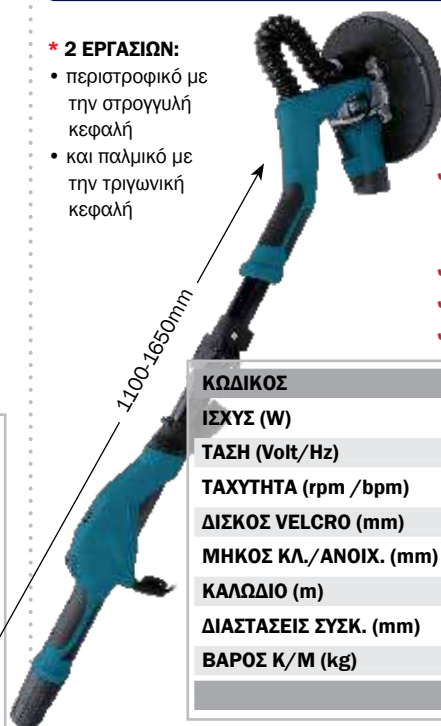 * 2 ΕΡΓΑΣΙΩΝ:
• περιστροφικό με
την στρογγυλή
κεφαλή
• και παλμικό με
την τριγωνική
κεφαλή
1100-1650mm
ΚΩΔΙΚΟΣ
ΙΣΧΥΣ (W)
ΤΑΣΗ (Volt/Hz)
ΤΑΧΥΤΗΤΑ (rpm /bpm)
ΔΙΣΚΟΣ VELCRO (mm)
ΜΗΚΟΣ ΚΛ./ΑΝΟΙΧ. (mm)
ΚΑΛΩΔΙΟ (m)
ΔΙΑΣΤΑΣΕΙΣ ΣΥΣΚ. (mm)
ΒΑΡΟΣ Κ/Μ (kg)